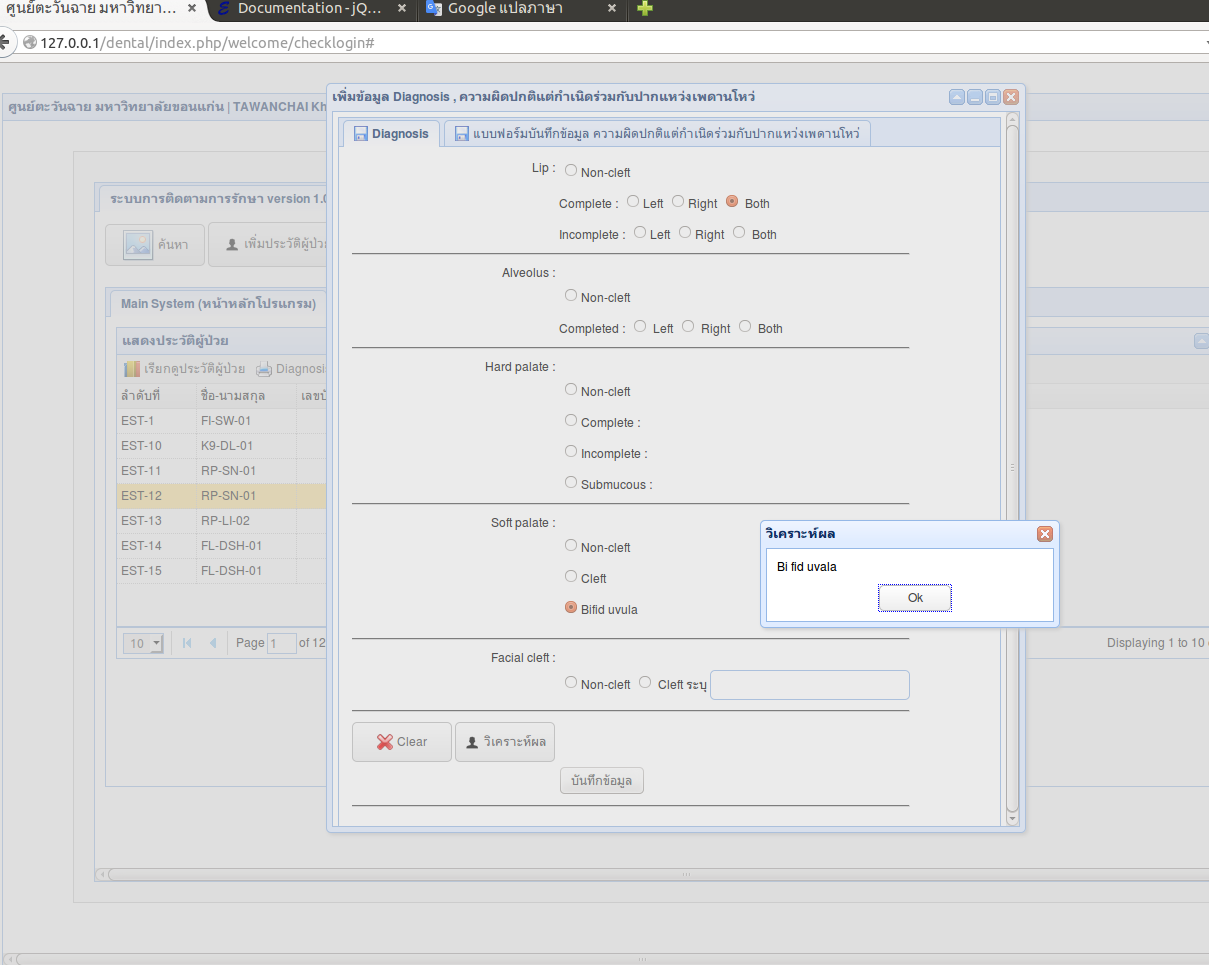 ศูนย์ตะวันฉาย มหาวิทยา... × Documentation - jQ... × Google แปลภาษา ×
127.0.0.1/dental/index.php/welcome/checklogin#
ศูนย์ตะวันฉาย มหาวิทยาลัยขอนแก่น | TAWANCHAI Kh
ระบบการติดตามการรักษา version 1.0
ค้นหา เพิ่มประวัติผู้ป่วย
Main System (หน้าหลักโปรแกรม)
แสดงประวัติผู้ป่วย
เรียกดูประวัติผู้ป่วย Diagnosi
ลำดับที่ ชื่อ-นามสกุล เลขบั
EST-1 FI-SW-01
EST-10 K9-DL-01
EST-11 RP-SN-01
EST-12 RP-SN-01
EST-13 RP-LI-02
EST-14 FL-DSH-01
EST-15 FL-DSH-01
10 Page 1 of 12
Displaying 1 to 10
เพิ่มข้อมูล Diagnosis , ความผิดปกติแต่กำเนิดร่วมกับปากแหว่งเพดานโหว่
Diagnosis แบบฟอร์มบันทึกข้อมูล ความผิดปกติแต่กำเนิดร่วมกับปากแหว่งเพดานโหว่
Lip : Non-cleft
Complete : Left Right Both
Incomplete : Left Right Both
Alveolus :
Non-cleft
Completed : Left Right Both
Hard palate :
Non-cleft
Complete :
Incomplete :
Submucous :
Soft palate :
Non-cleft
Cleft
Bifid uvula
Facial cleft :
Non-cleft Cleft ระบุ
Clear วิเคราะห์ผล
บันทึกข้อมูล
วิเคราะห์ผล
Bi fid uvala
Ok